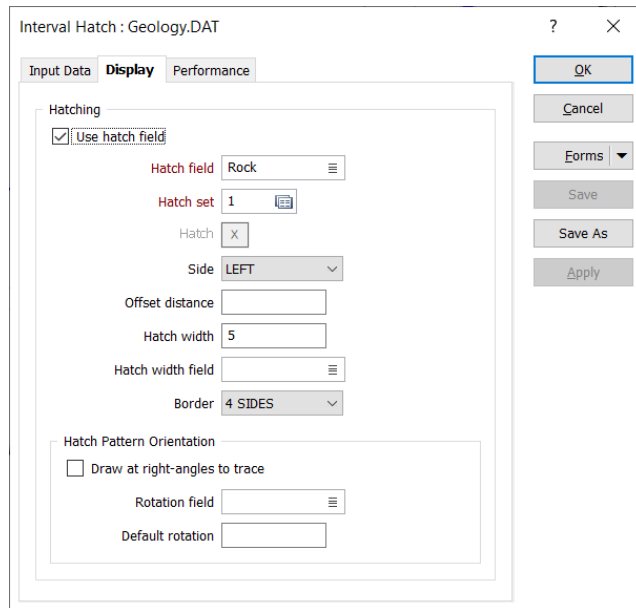 Interval Hatch : Geology.DAT
?
Input Data
Display
Performance
OK
Cancel
Forms
Save
Save As
Apply
Hatching
Use hatch field
Hatch field Rock
Hatch set 1
Hatch X
Side LEFT
Offset distance
Hatch width 5
Hatch width field
Border 4 SIDES
Hatch Pattern Orientation
Draw at right-angles to trace
Rotation field
Default rotation